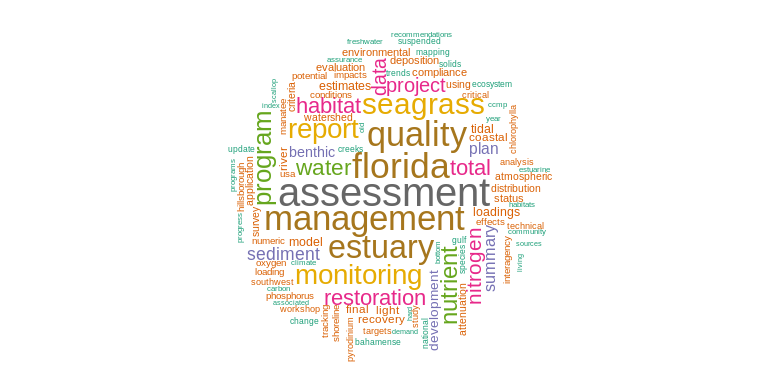 recommendations
freshwater suspended
environmental mapping
assurance data deposition solids
evaluation trends compliance
potential impacts
scallop criteria estimates project using ecosystem
conditions critical
index manatee habitat seagrass ccmp
watershed year
report old quality tidal chlorophylla
program coastal
update river benthic creeks plan
water florida total analysis
programs hillsborough application usa estuarine
atmospheric
assessment distribution
habitats
status
management loadings
progress survey effects technical
community
numeric model estuary gulf nitrogen summary interagency sources
sediment bottom species
oxygen climate living
loading monitoring nutrient
southwest
carbon development
phosphorus restoration attenuation
associated
workshop tracking shoreline final light hard study
change recovery
pyrodinium targets demand national
bahamense